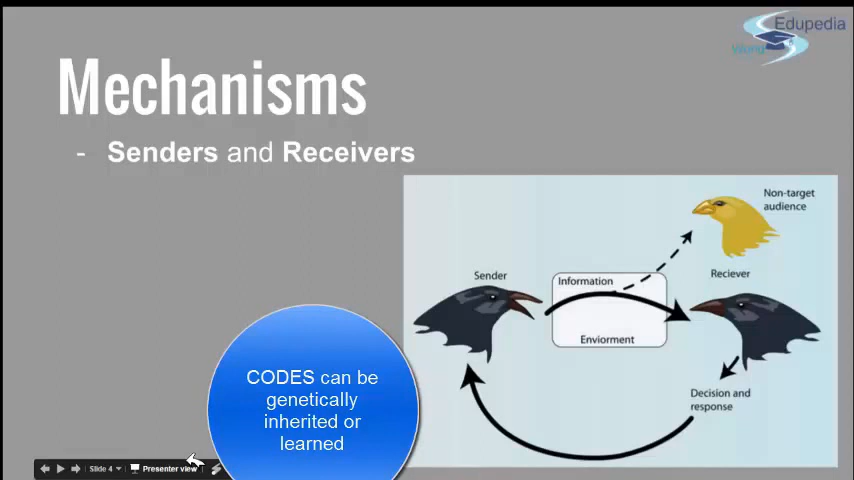 Edupedia
World
Mechanisms
- Senders and Receivers
Non-target
audience
Sender
Information
Reciever
Enviorment
CODES can be
genetically
inherited or
learned
Decision and
response
Slide 4
Presenter view